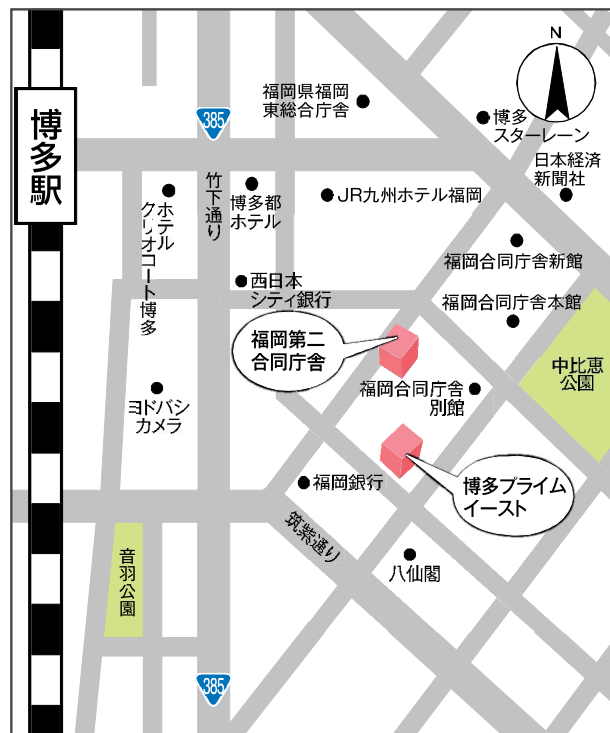 N
福岡県福岡
東総合庁舎
385
博多
スターレーン
博多駅
日本経済
新聞社
竹下通り
博多都
ホテル
JR九州ホテル福岡
ホテル
クリオコート博多
福岡合同庁舎新館
西日本
シティ銀行
福岡合同庁舎本館
福岡第二
合同庁舎
中比恵
公園
福岡合同庁舎
別館
ヨドバシ
カメラ
福岡銀行
博多プライム
イースト
筑紫通り
八仙閣
音羽公園
385